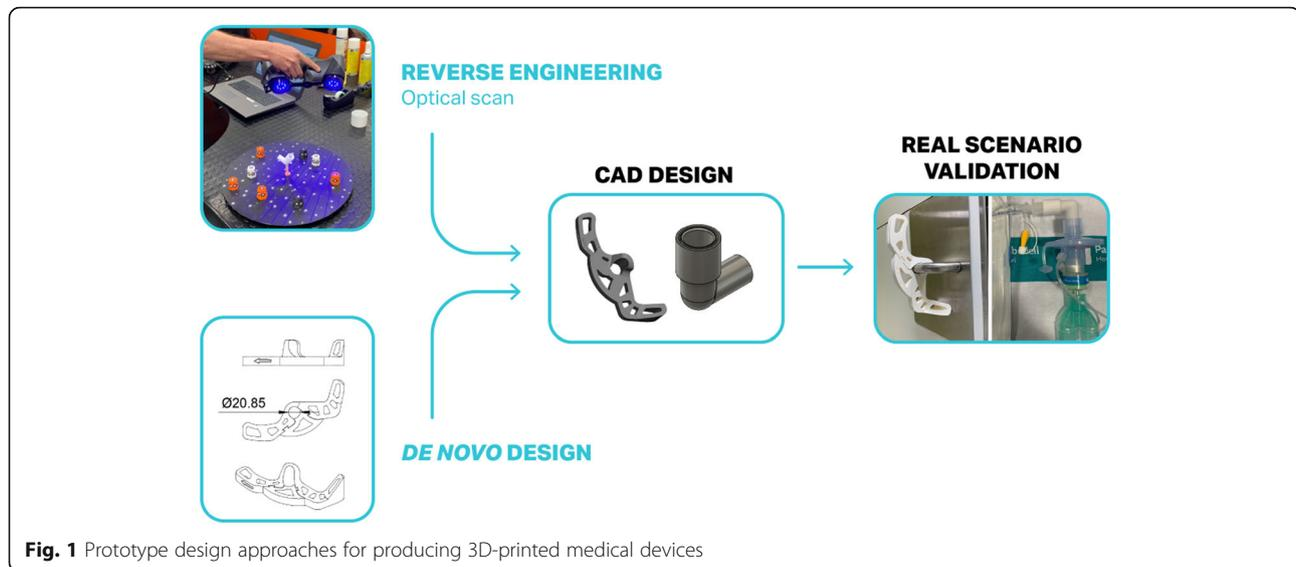 REVERSE ENGINEERING
Optical scan
CAD DESIGN
REAL SCENARIO
VALIDATION
Ø20.85
DE NOVO DESIGN
Fig. 1 Prototype design approaches for producing 3D-printed medical devices